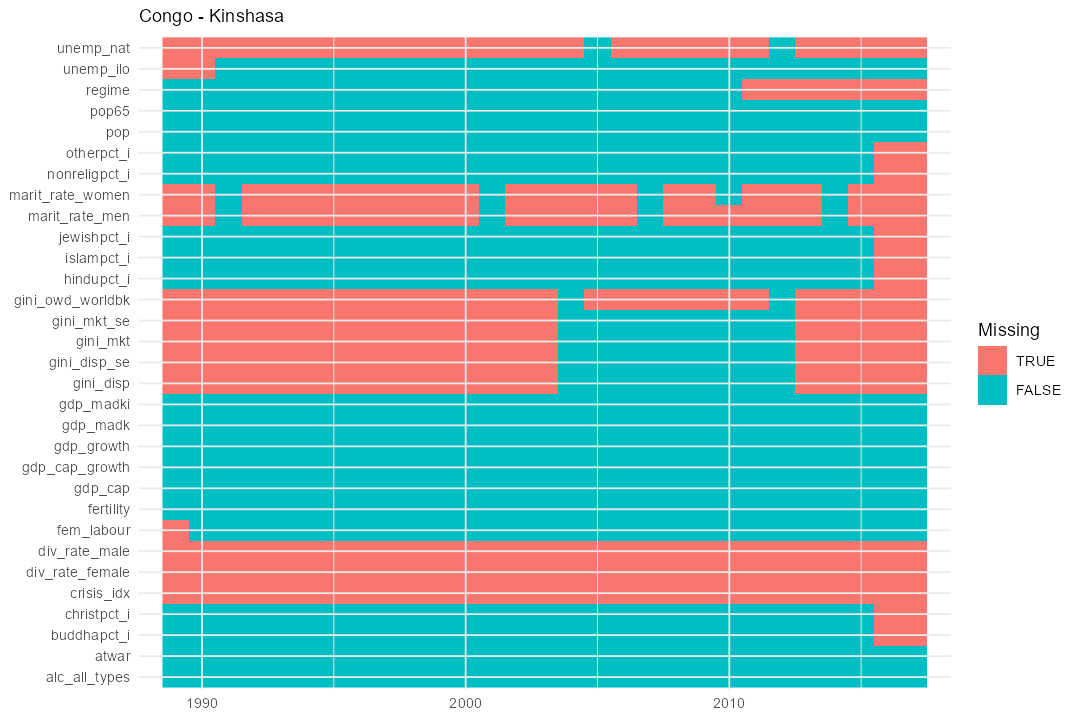 Congo - Kinshasa
unemp_nat
unemp_ilo
regime
pop65
pop
otherpct_i
nonreligpct_i
marit_rate_women
marit_rate_men
jewishpct_i
islampct_i
hindupct_i
gini_owd_worldbk
gini_mkt_se
gini_mkt
gini_disp_se
gini_disp
gdp_madki
gdp_madk
gdp_growth
gdp_cap_growth
gdp_cap
fertility
fem_labour
div_rate_male
div_rate_female
crisis_idx
christpct_i
buddhapct_i
atwar
alc_all_types
1990 2000 2010
Missing
TRUE
FALSE